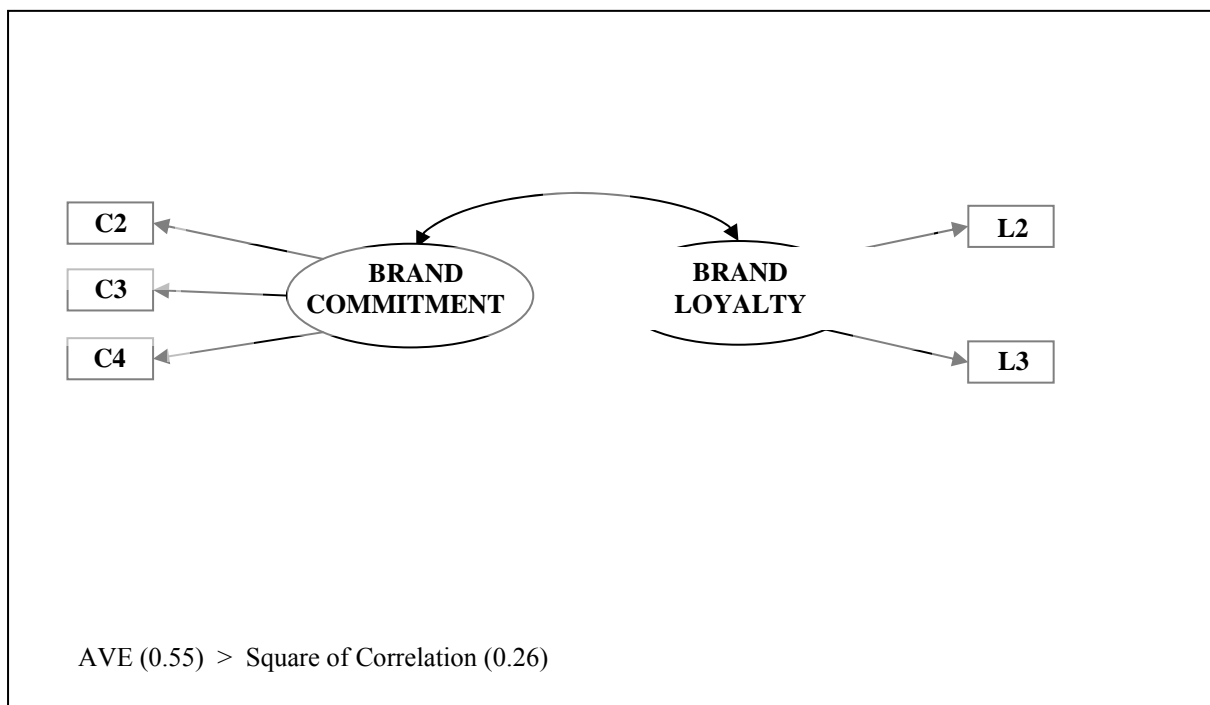 C2
C3
C4
BRAND
COMMITMENT
BRAND
LOYALTY
L2
L3
AVE (0.55) > Square of Correlation (0.26)